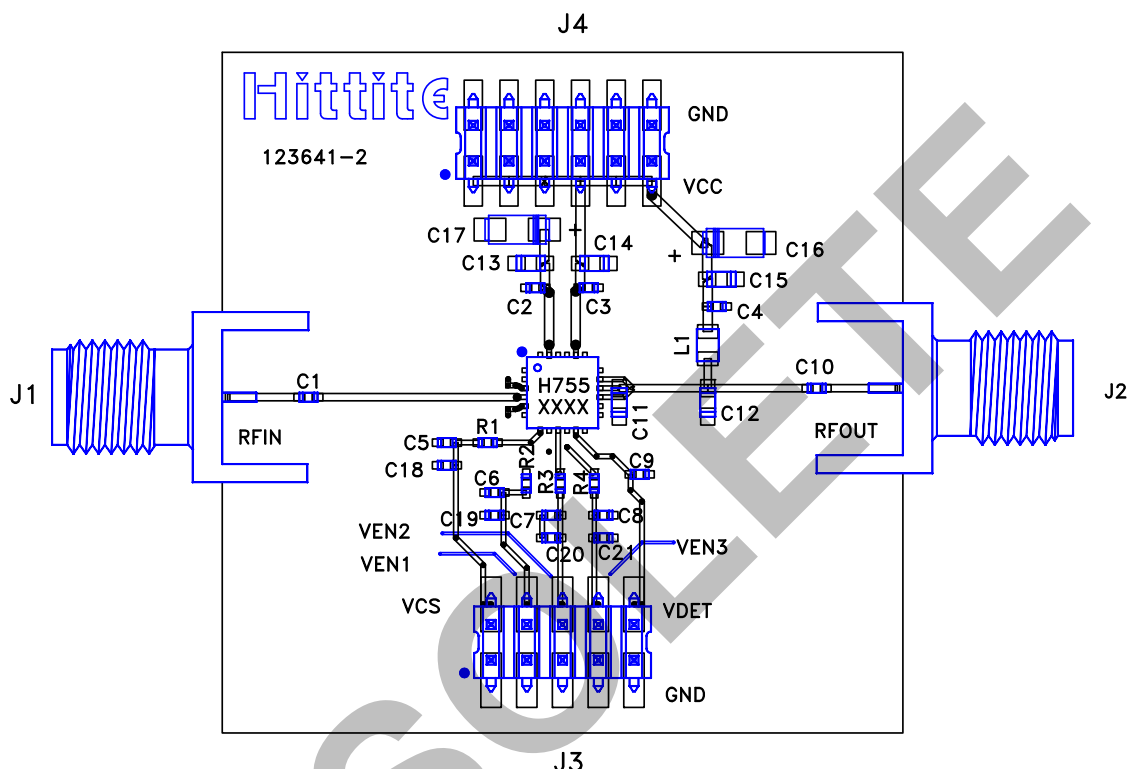 J4
Hittite
GND
123641-2
VCC
C17
+
C14
C16
+
C13
C15
C2
C3
C4
L1
J1
C1
H755
XXXX
C10
J2
C11
C12
RFIN
RFOUT
C5
R1
C18
R2
R3
R4
C9
C6
C19
C7
C8
VEN2
C20
C21
VEN3
VEN1
VCS
VDET
GND
J3
SOLETE